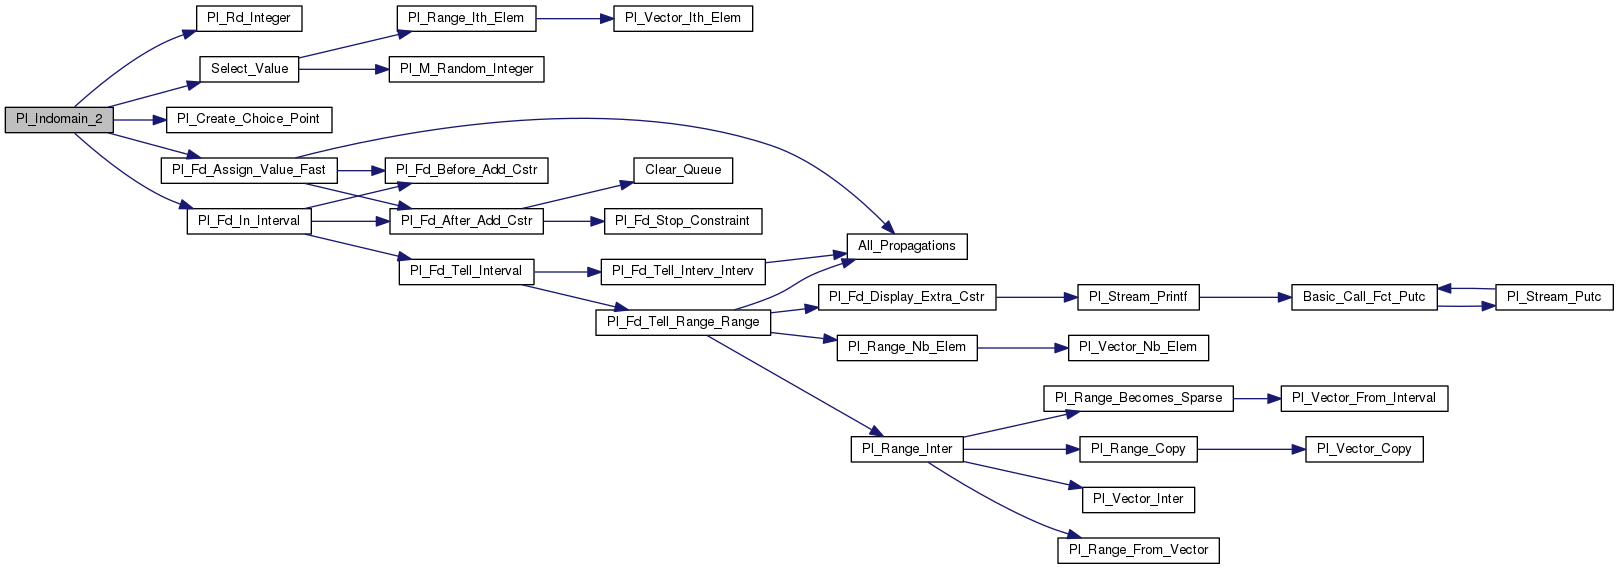 Pl_Rd_Integer
Pl_Range_Ith_Elem
Pl_Vector_Ith_Elem
Select_Value
Pl_M_Random_Integer
Pl_Indomain_2
Pl_Create_Choice_Point
Pl_Fd_Assign_Value_Fast
Pl_Fd_Before_Add_Cstr
Clear_Queue
Pl_Fd_In_Interval
Pl_Fd_After_Add_Cstr
Pl_Fd_Stop_Constraint
All_Propagations
Pl_Fd_Tell_Interval
Pl_Fd_Tell_Interv_Interv
Pl_Fd_Display_Extra_Cstr
Pl_Stream_Printf
Basic_Call_Fct_Putc
Pl_Stream_Putc
Pl_Fd_Tell_Range_Range
Pl_Range_Nb_Elem
Pl_Vector_Nb_Elem
Pl_Range_Becomes_Sparse
Pl_Vector_From_Interval
Pl_Range_Inter
Pl_Range_Copy
Pl_Vector_Copy
Pl_Vector_Inter
Pl_Range_From_Vector